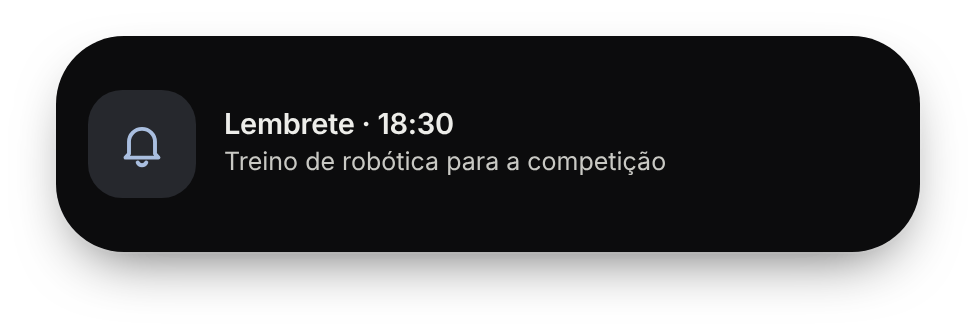 Lembrete · 18:30
Treino de robótica para a competição